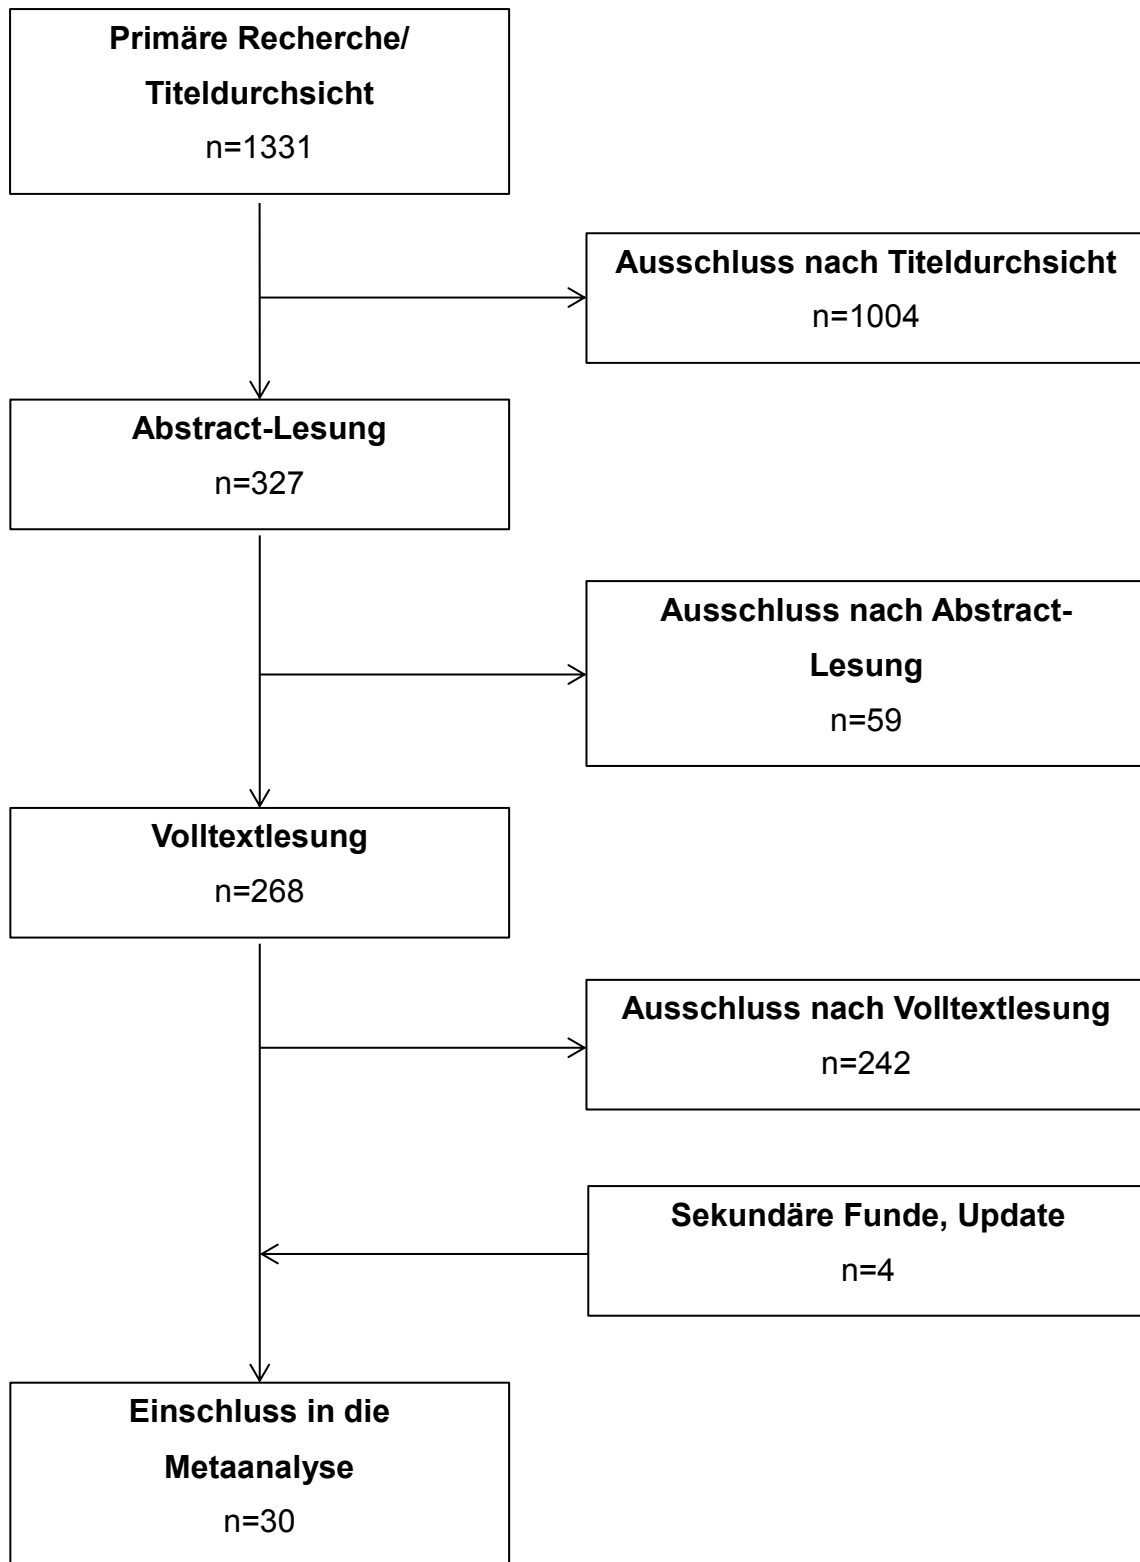 Primäre Recherche/
Titeldurchsicht
n=1331
Ausschluss nach Titeldurchsicht
n=1004
Abstract-Lesung
n=327
Ausschluss nach Abstract-
Lesung
n=59
Volltextlesung
n=268
Ausschluss nach Volltextlesung
n=242
Sekundäre Funde, Update
n=4
Einschluss in die
Metaanalyse
n=30